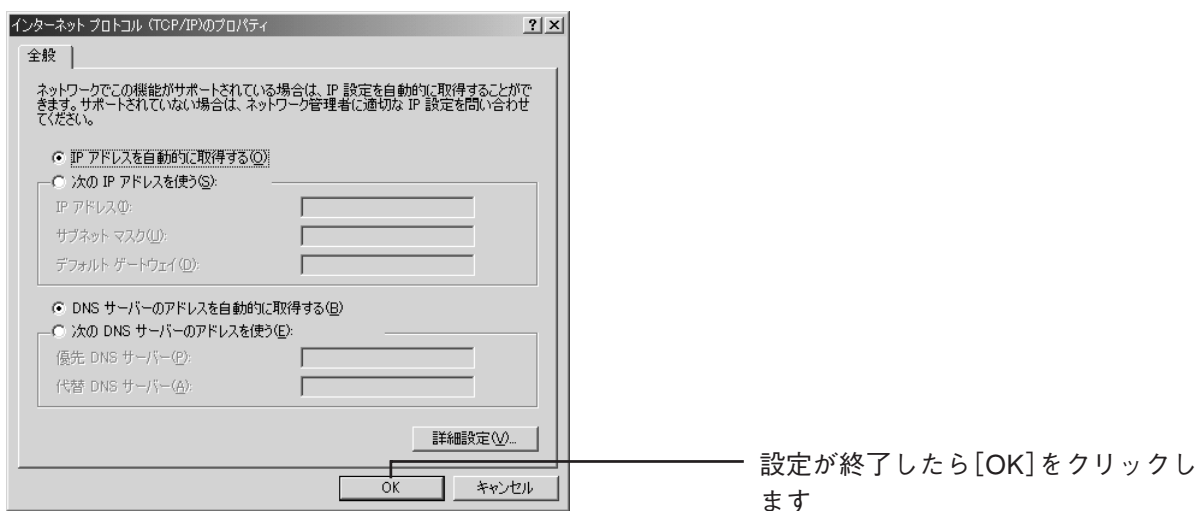 インターネット プロトコル (TCP/IP)のプロパティ
全般
ネットワークでこの機能がサポートされている場合は、IP 設定を自動的に取得することがで
きます。サポートされていない場合は、ネットワーク管理者に適切な IP 設定を問い合わせ
てください。
IP アドレスを自動的に取得する(O)
次の IP アドレスを使う(S):
IP アドレス(I):
サブネット マスク(U):
デフォルト ゲートウェイ(D):
DNS サーバーのアドレスを自動的に取得する(B)
次の DNS サーバーのアドレスを使う(E):
優先 DNS サーバー(P):
代替 DNS サーバー(A):
詳細設定(V)...
OK
キャンセル
設定が終了したら[OK]をクリックし
ます